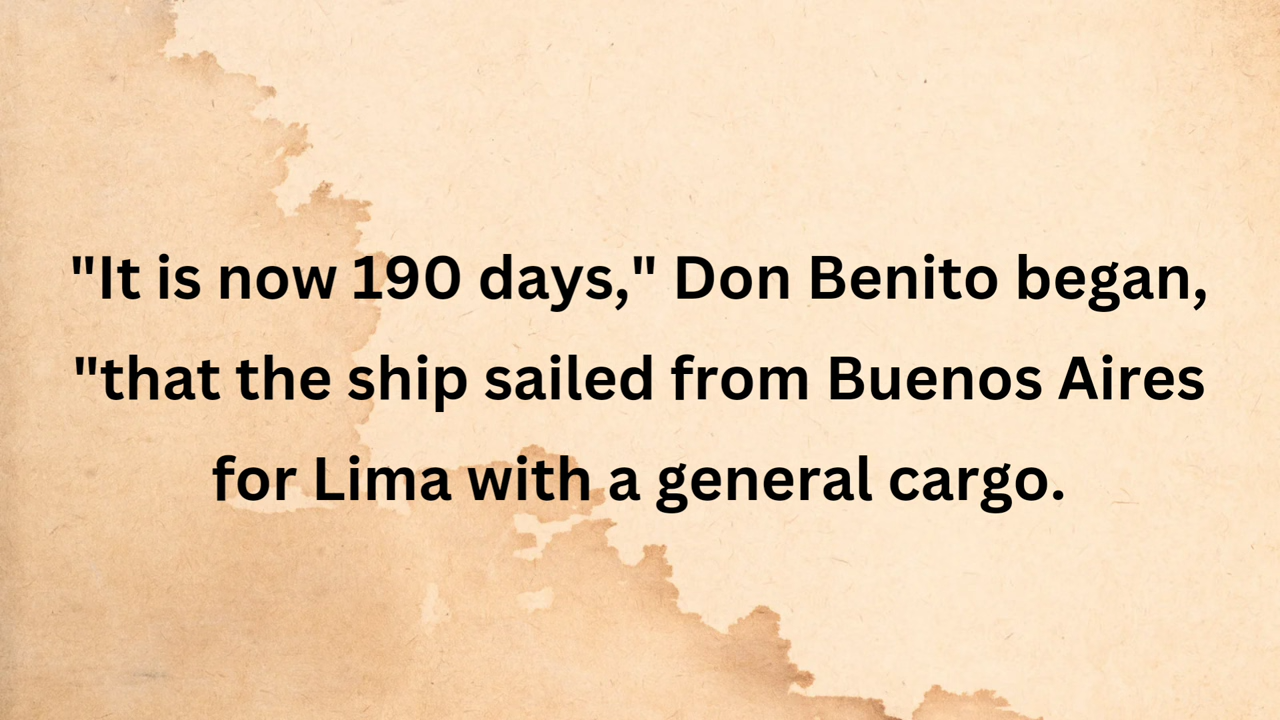 "It is now 190 days," Don Benito began,
"that the ship sailed from Buenos Aires
for Lima with a general cargo.